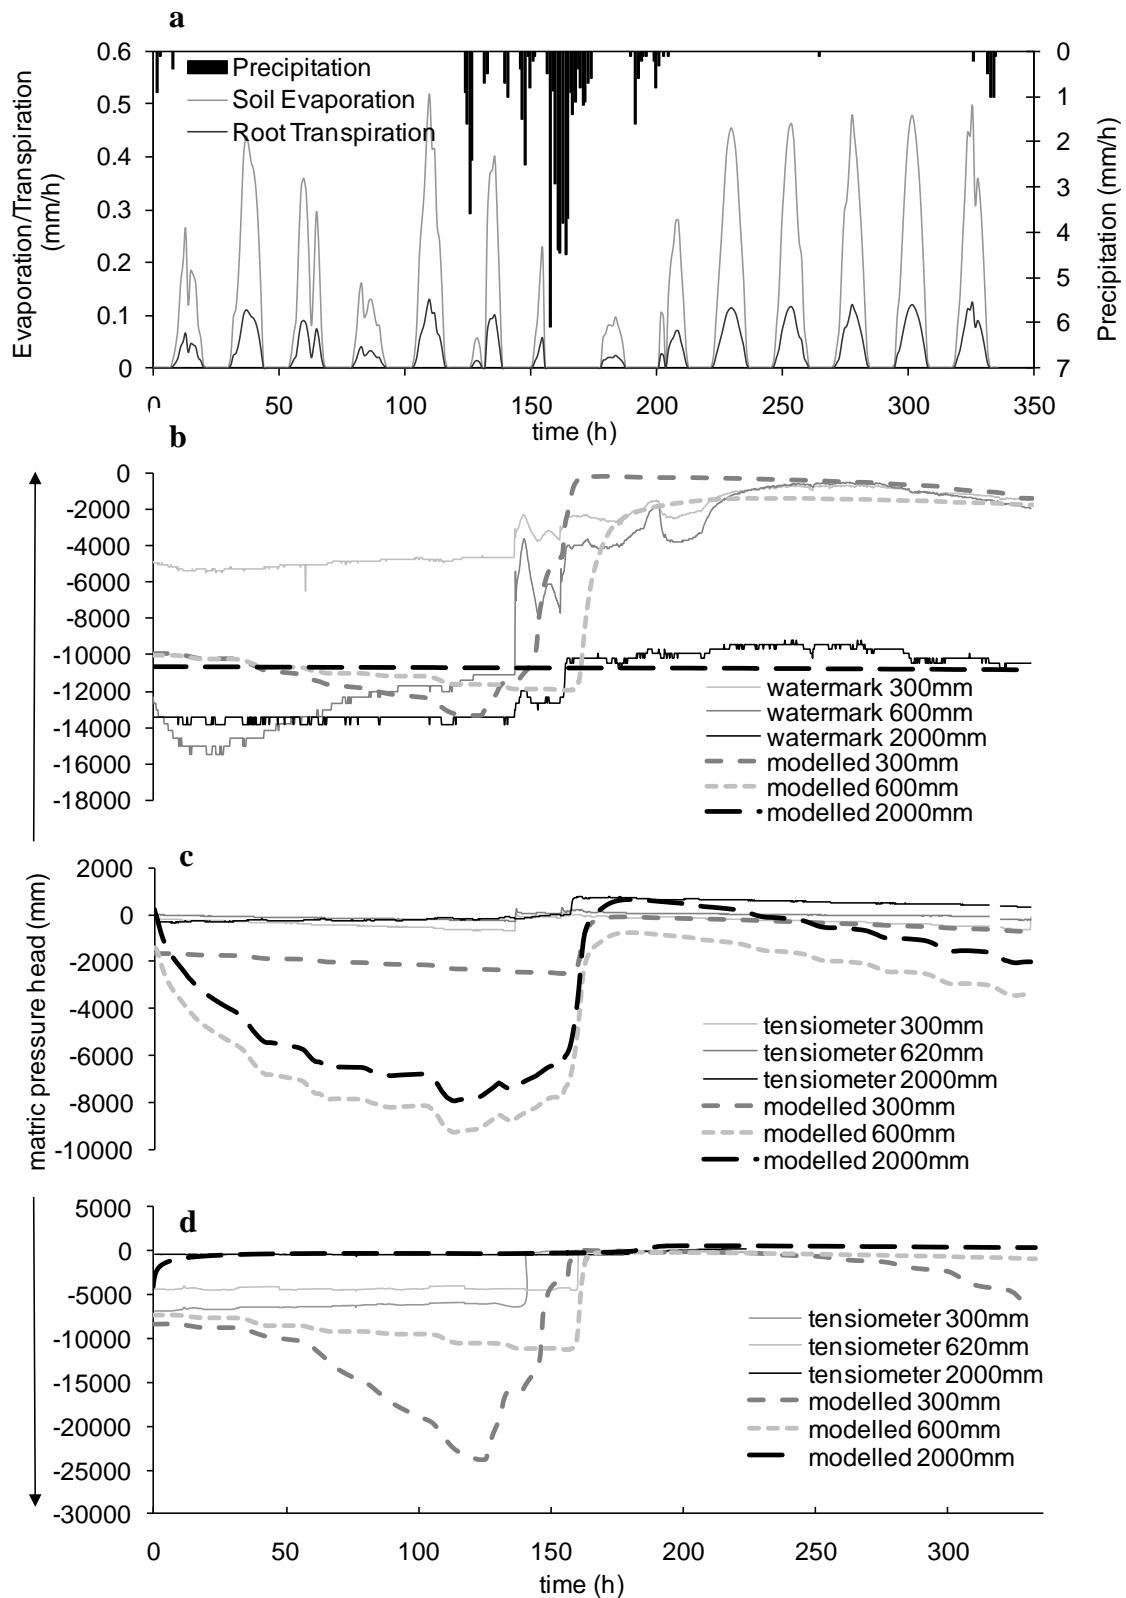 a
0.6
0.5
0.4
0.3
0.2
0.1
0
Evaporation/Transpiration
(mm/h)
Precipitation
Soil Evaporation
Root Transpiration
0
1
2
3
4
5
6
7
Precipitation (mm/h)
0 50 100 150 200 250 300 350
time (h)
b
0
-2000
-4000
-6000
-8000
-10000
-12000
-14000
-16000
-18000
watermark 300mm
watermark 600mm
watermark 2000mm
modelled 300mm
modelled 600mm
modelled 2000mm
matric pressure head (mm)
c
2000
0
-2000
-4000
-6000
-8000
-10000
tensiometer 300mm
tensiometer 620mm
tensiometer 2000mm
modelled 300mm
modelled 600mm
modelled 2000mm
d
5000
0
-5000
-10000
-15000
-20000
-25000
-30000
tensiometer 300mm
tensiometer 620mm
tensiometer 2000mm
modelled 300mm
modelled 600mm
modelled 2000mm
0 50 100 150 200 250 300
time (h)